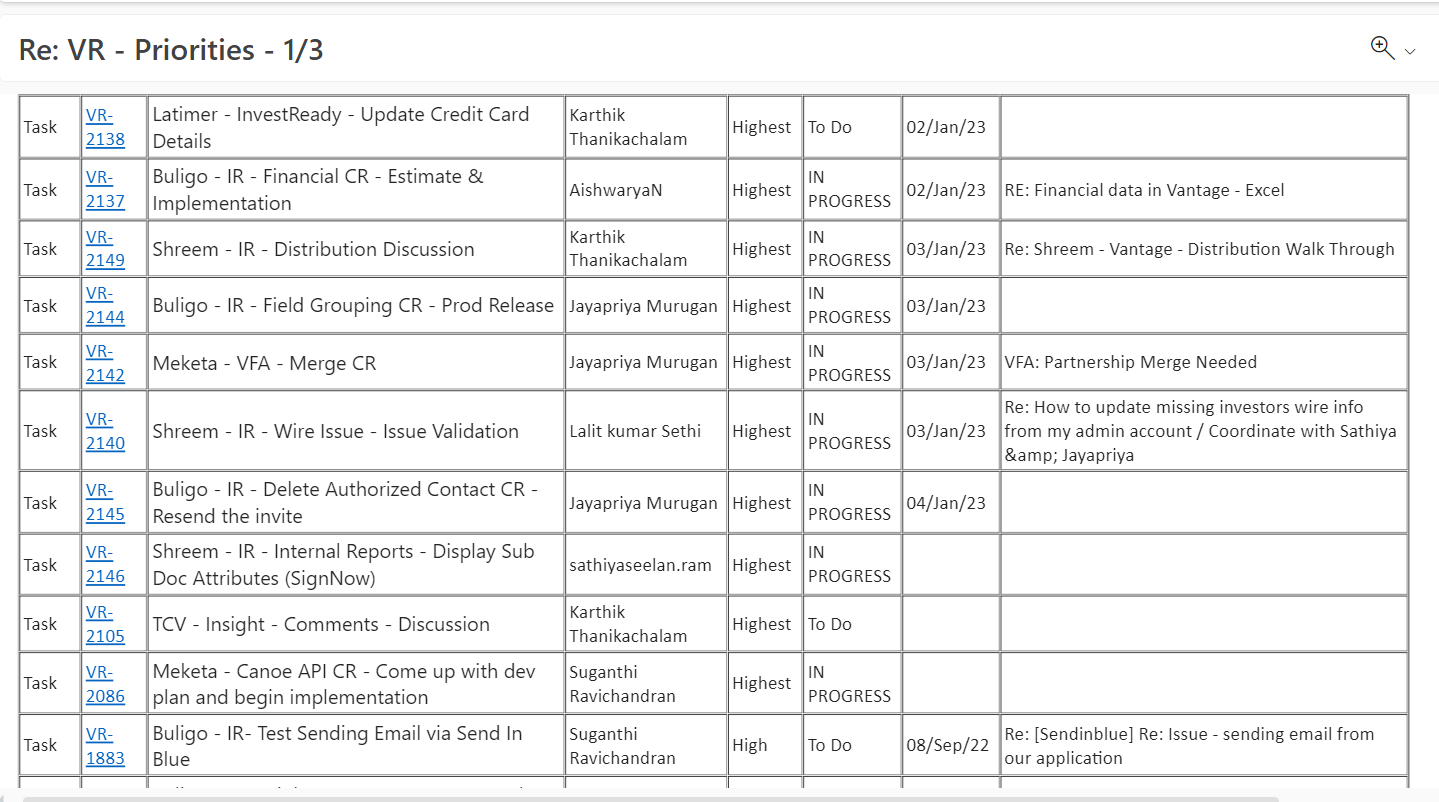 Re: VR - Priorities - 1/3
Task
VR-
2138
Latimer - InvestReady - Update Credit Card
Details
Karthik
Thanikachalam
Highest
To Do
02/Jan/23
Task
VR-
2137
Buligo - IR - Financial CR - Estimate &
Implementation
AishwaryaN
Highest
IN
PROGRESS
02/Jan/23
RE: Financial data in Vantage - Excel
Task
VR-
2149
Shreem - IR - Distribution Discussion
Karthik
Thanikachalam
Highest
IN
PROGRESS
03/Jan/23
Re: Shreem - Vantage - Distribution Walk Through
Task
VR-
2144
Buligo - IR - Field Grouping CR - Prod Release
Jayapriya Murugan
Highest
IN
PROGRESS
03/Jan/23
Task
VR-
2142
Meketa - VFA - Merge CR
Jayapriya Murugan
Highest
IN
PROGRESS
03/Jan/23
VFA: Partnership Merge Needed
Task
VR-
2140
Shreem - IR - Wire Issue - Issue Validation
Lalit kumar Sethi
Highest
IN
PROGRESS
03/Jan/23
Re: How to update missing investors wire info
from my admin account / Coordinate with Sathiya
&amp; Jayapriya
Task
VR-
2145
Buligo - IR - Delete Authorized Contact CR -
Resend the invite
Jayapriya Murugan
Highest
IN
PROGRESS
04/Jan/23
Task
VR-
2146
Shreem - IR - Internal Reports - Display Sub
Doc Attributes (SignNow)
sathiyaseelan.ram
Highest
IN
PROGRESS
Task
VR-
2105
TCV - Insight - Comments - Discussion
Karthik
Thanikachalam
Highest
To Do
Task
VR-
2086
Meketa - Canoe API CR - Come up with dev
plan and begin implementation
Suganthi
Ravichandran
Highest
IN
PROGRESS
Task
VR-
1883
Buligo - IR- Test Sending Email via Send In
Blue
Suganthi
Ravichandran
High
To Do
08/Sep/22
Re: [Sendinblue] Re: Issue - sending email from
our application